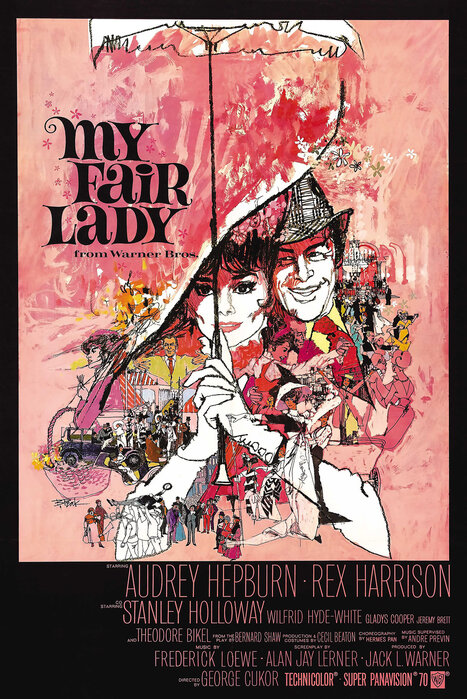 My
Fair
Lady
from Warner Bros.
B. Peak
STARRING
AUDREY HEPBURN · REX HARRISON
CO STARRING STANLEY HOLLOWAY WILFRID HYDE-WHITE GLADYS COOPER JEREMY BRETT
AND THEODORE BIKEL FROM THE PLAY BY BERNARD SHAW PRODUCTION & COSTUMES BY CECIL BEATON CHOREOGRAPHY BY HERMES PAN MUSIC SUPERVISED BY ANDRE PREVIN
MUSIC BY FREDERICK LOEWE · SCREENPLAY BY ALAN JAY LERNER · PRODUCED BY JACK L. WARNER
DIRECTED BY GEORGE CUKOR TECHNICOLOR® SUPER PANAVISION® 70 WB